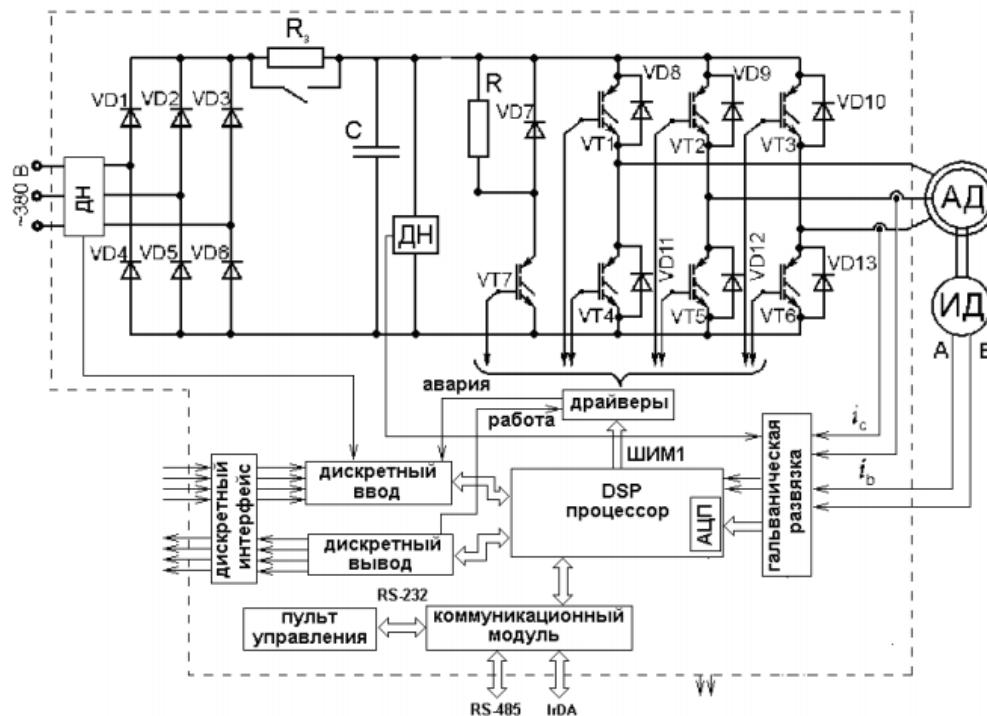 Rз
VD1
VD2
VD3
C
R
VD7
VD8
VD9
VD10
VT1
VT2
VT3
~380 В
ДН
АД
ДН
VD4
VD5
VD6
VD11
VD12
VD13
VT7
VT4
VT5
VT6
ИД
А
В
авария
работа
драйверы
ic
ib
ШИМ1
дискретный
интерфейс
дискретный
ввод
DSP
процессор
АЦП
гальваническая
развязка
дискретный
вывод
RS-232
пульт
управления
коммуникационный
модуль
RS-485
IrDA